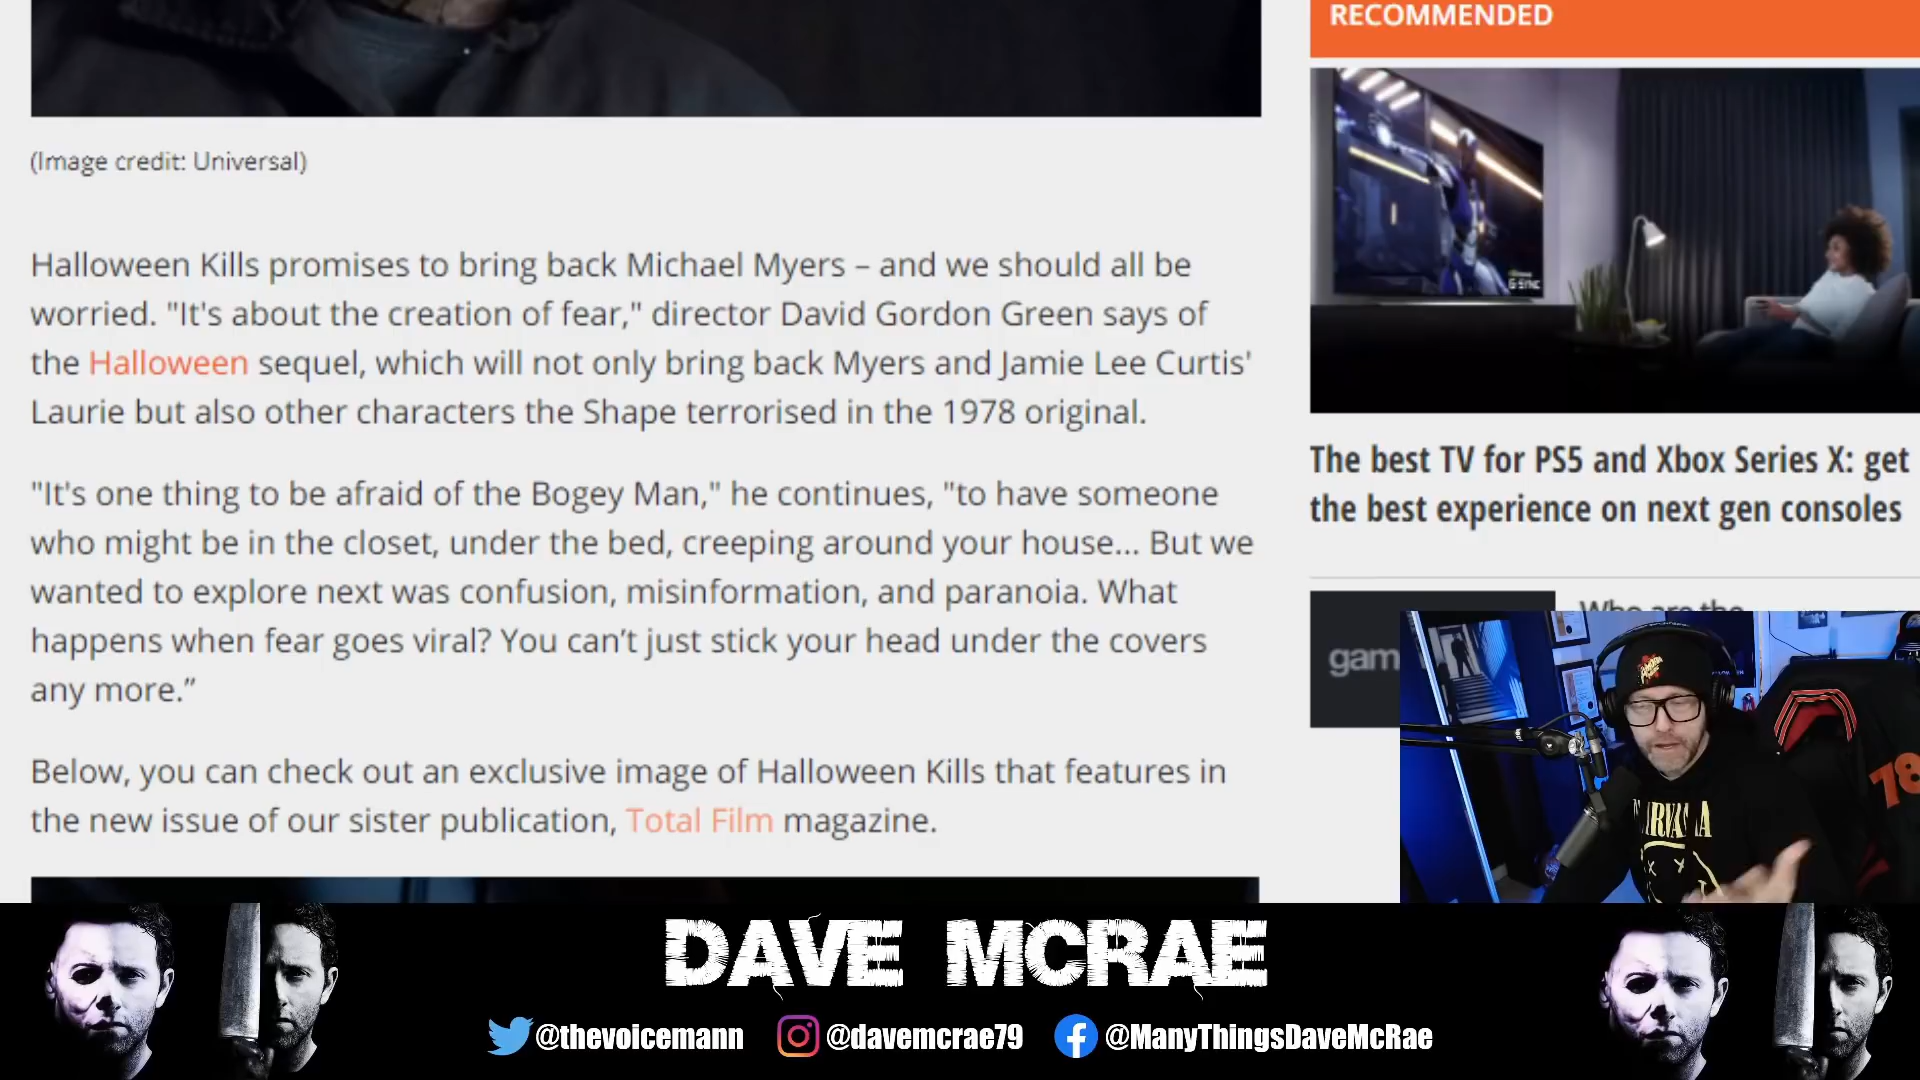 RECOMMENDED
(Image credit: Universal)
Halloween Kills promises to bring back Michael Myers – and we should all be
worried. "It's about the creation of fear," director David Gordon Green says of
the Halloween sequel, which will not only bring back Myers and Jamie Lee Curtis'
Laurie but also other characters the Shape terrorised in the 1978 original.
"It's one thing to be afraid of the Bogey Man," he continues, "to have someone
who might be in the closet, under the bed, creeping around your house... But we
wanted to explore next was confusion, misinformation, and paranoia. What
happens when fear goes viral? You can’t just stick your head under the covers
any more.”
Below, you can check out an exclusive image of Halloween Kills that features in
the new issue of our sister publication, Total Film magazine.
G-SYNC
The best TV for PS5 and Xbox Series X: get
the best experience on next gen consoles
Who are the
gam
NIRVANA
78
DAVE MCRAE
@thevoicemann @davemcrae79 @ManyThingsDaveMcRae